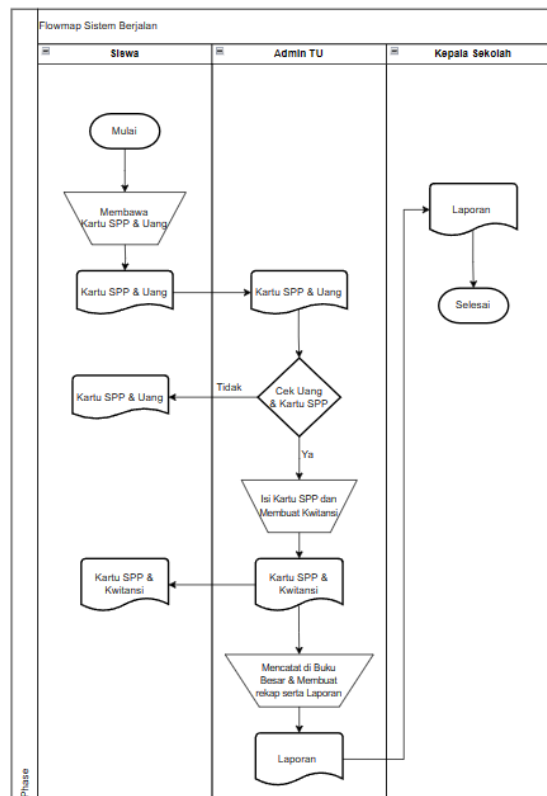 Flowmap Sistem Berjalan
Siswa
Admin TU
Kepala Sekolah
Mulai
Membawa
Kartu SPP & Uang
Laporan
Kartu SPP & Uang
Kartu SPP & Uang
Selesai
Kartu SPP & Uang
Tidak
Cek Uang
& Kartu SPP
Ya
Isi Kartu SPP dan
Membuat Kwitansi
Kartu SPP &
Kwitansi
Kartu SPP &
Kwitansi
Mencatat di Buku
Besar & Membuat
rekap serta Laporan
Laporan
Phase